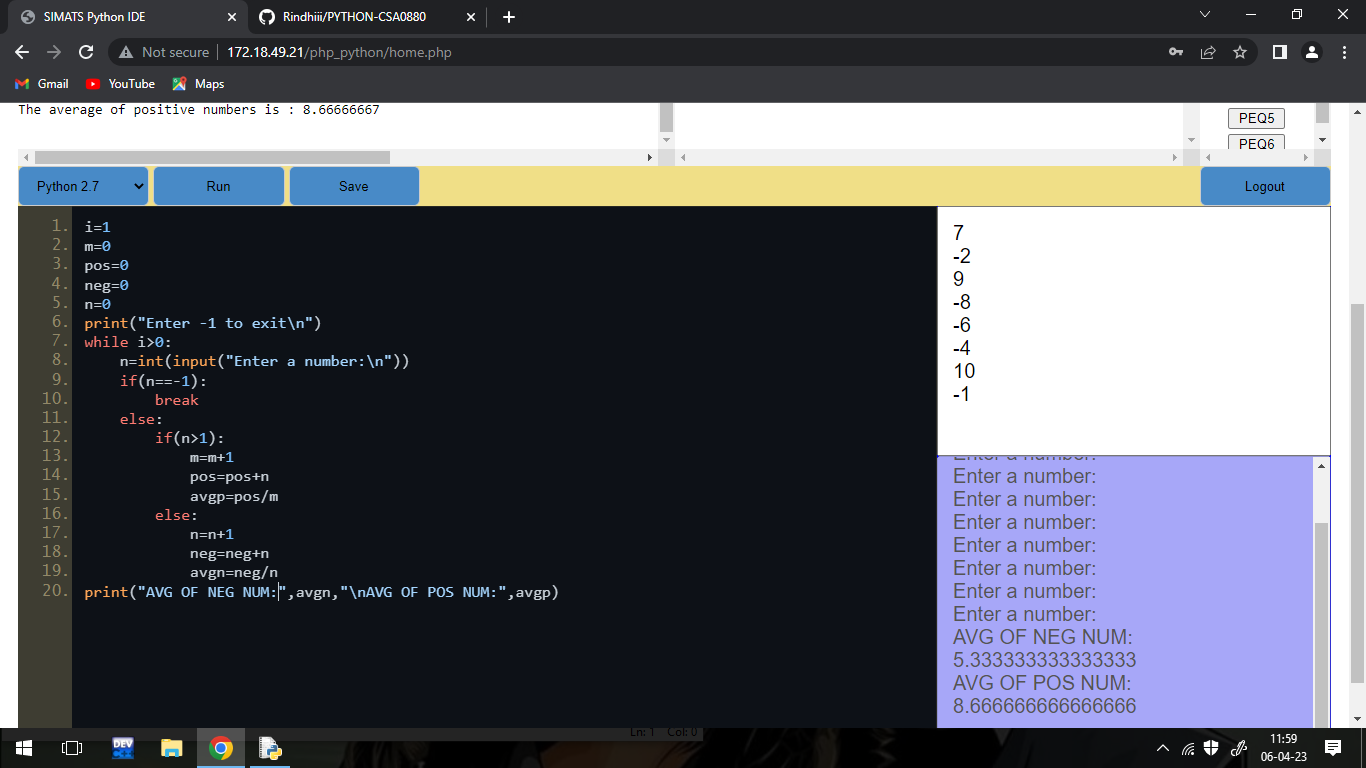 SIMATS Python IDE
Rindhiii/PYTHON-CSA0880
Not secure
172.18.49.21/php_python/home.php
Gmail
YouTube
Maps
The average of positive numbers is : 8.66666667
PEQ5
PEQ6
Python 2.7
Run
Save
Logout
1. i=1
2. m=0
3. pos=0
4. neg=0
5. n=0
6. print("Enter -1 to exit\n")
7. while i>0:
8.     n=int(input("Enter a number:\n"))
9.     if(n==-1):
10.         break
11.     else:
12.         if(n>1):
13.             m=m+1
14.             pos=pos+n
15.             avgp=pos/m
16.         else:
17.             n=n+1
18.             neg=neg+n
19.             avgn=neg/n
20. print("AVG OF NEG NUM:",avgn,"\nAVG OF POS NUM:",avgp)
7
-2
9
-8
-6
-4
10
-1
Enter a number:
Enter a number:
Enter a number:
Enter a number:
Enter a number:
Enter a number:
Enter a number:
Enter a number:
AVG OF NEG NUM:
5.333333333333333
AVG OF POS NUM:
8.666666666666666
Ln: 1 Col: 0
DEV
11:59
06-04-23